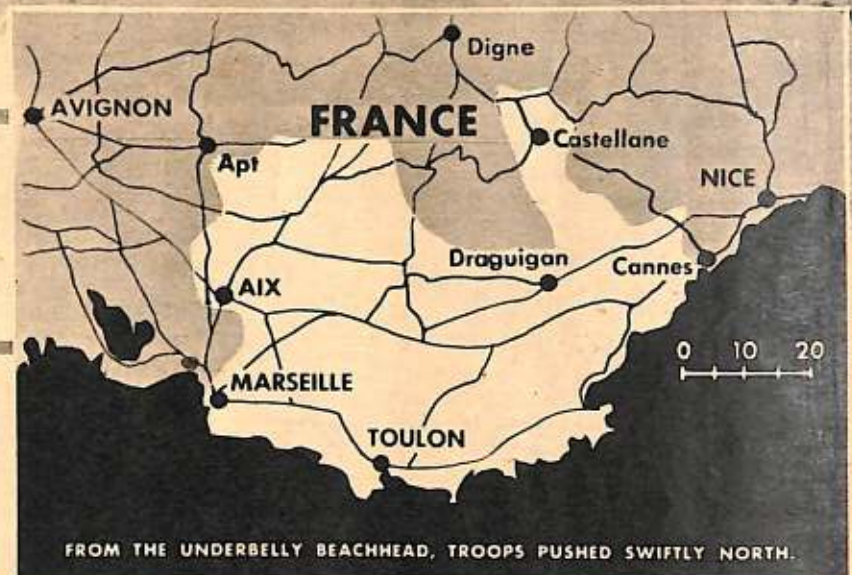 Digne
AVIGNON
FRANCE
Castellane
Apt
NICE
Draguigan
Cannes
AIX
0 10 20
MARSEILLE
TOULON
FROM THE UNDERBELLY BEACHHEAD, TROOPS PUSHED SWIFTLY NORTH.